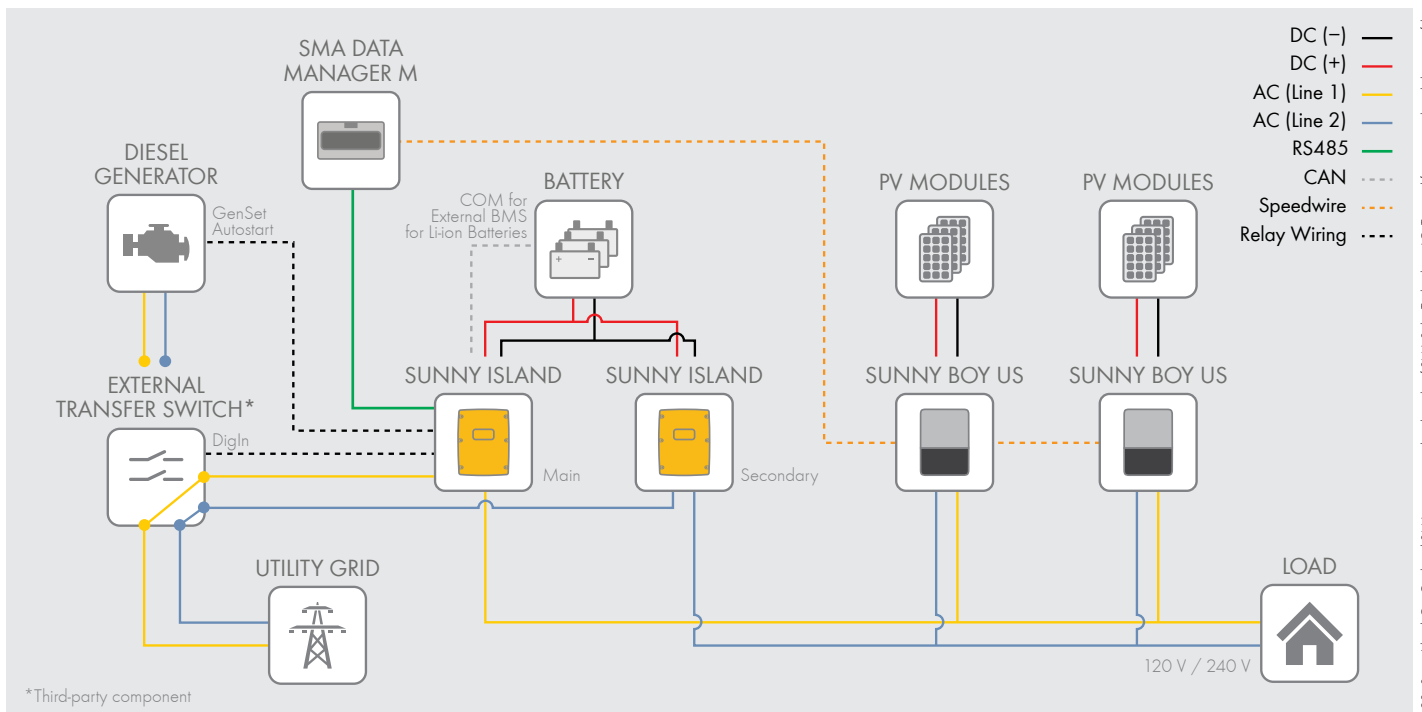 SMA DATA
MANAGER M
DC (−)
DC (+)
AC (Line 1)
AC (Line 2)
RS485
CAN
Speedwire
Relay Wiring
DIESEL
GENERATOR
GenSet
Autostart
COM for
External BMS
for Li-ion Batteries
BATTERY
+ -
PV MODULES
PV MODULES
EXTERNAL
TRANSFER SWITCH*
DigIn
SUNNY ISLAND
SUNNY ISLAND
SUNNY BOY US
SUNNY BOY US
Main
Secondary
UTILITY GRID
LOAD
120 V / 240 V
*Third-party component